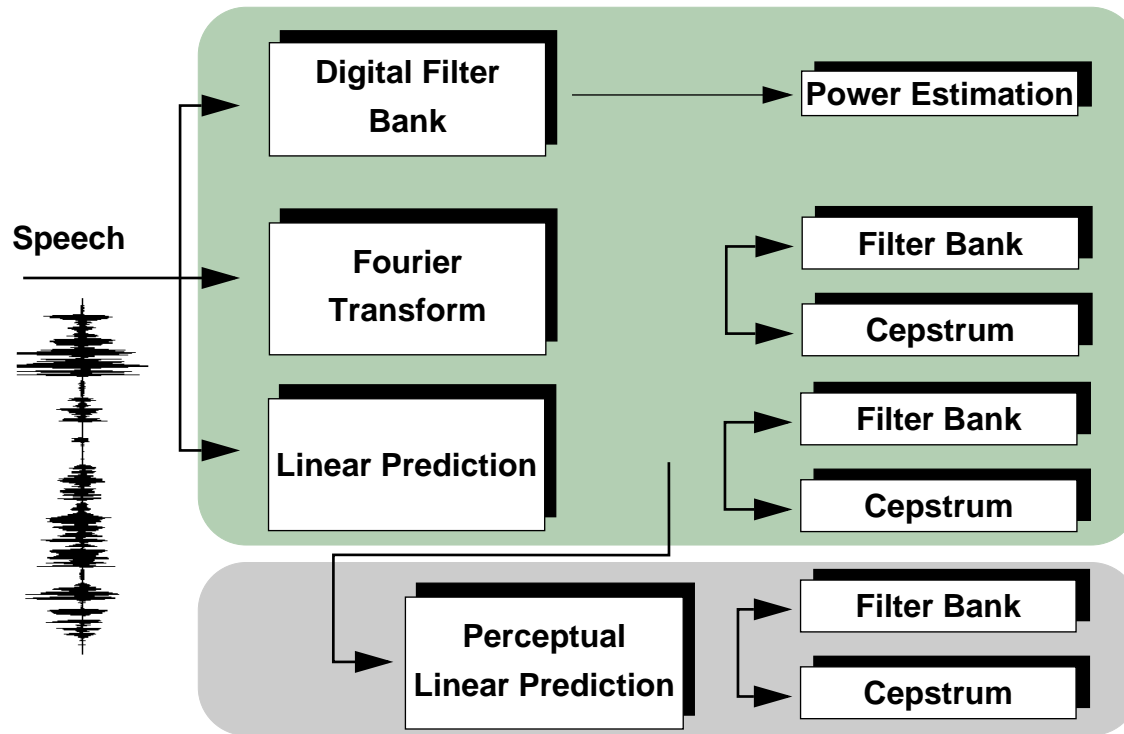 Speech
Digital Filter
Bank
Power Estimation
Fourier
Transform
Filter Bank
Cepstrum
Linear Prediction
Filter Bank
Cepstrum
Perceptual
Linear Prediction
Filter Bank
Cepstrum